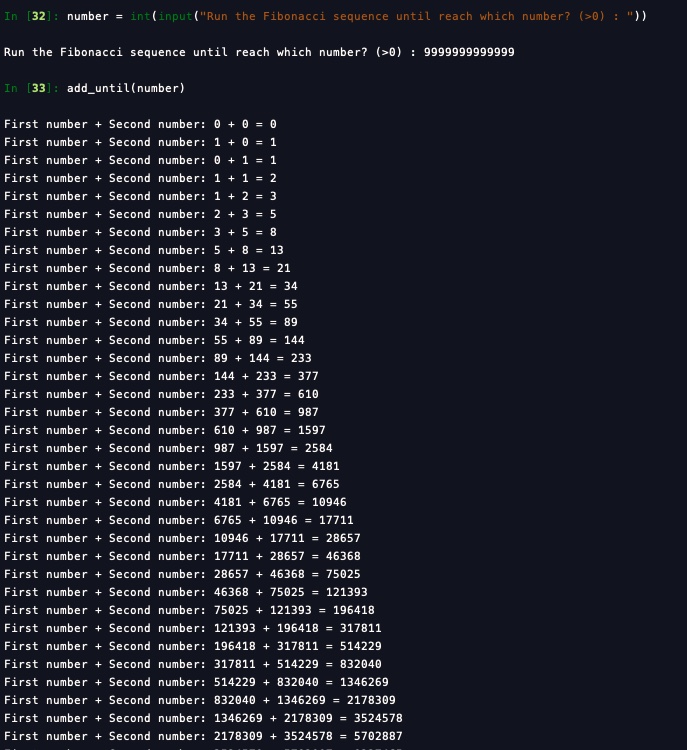 In [32]: number = int(input("Run the Fibonacci sequence until reach which number? (>0) : "))
Run the Fibonacci sequence until reach which number? (>0) : 9999999999999
In [33]: add_until(number)
First number + Second number: 0 + 0 = 0
First number + Second number: 1 + 0 = 1
First number + Second number: 0 + 1 = 1
First number + Second number: 1 + 1 = 2
First number + Second number: 1 + 2 = 3
First number + Second number: 2 + 3 = 5
First number + Second number: 3 + 5 = 8
First number + Second number: 5 + 8 = 13
First number + Second number: 8 + 13 = 21
First number + Second number: 13 + 21 = 34
First number + Second number: 21 + 34 = 55
First number + Second number: 34 + 55 = 89
First number + Second number: 55 + 89 = 144
First number + Second number: 89 + 144 = 233
First number + Second number: 144 + 233 = 377
First number + Second number: 233 + 377 = 610
First number + Second number: 377 + 610 = 987
First number + Second number: 610 + 987 = 1597
First number + Second number: 987 + 1597 = 2584
First number + Second number: 1597 + 2584 = 4181
First number + Second number: 2584 + 4181 = 6765
First number + Second number: 4181 + 6765 = 10946
First number + Second number: 6765 + 10946 = 17711
First number + Second number: 10946 + 17711 = 28657
First number + Second number: 17711 + 28657 = 46368
First number + Second number: 28657 + 46368 = 75025
First number + Second number: 46368 + 75025 = 121393
First number + Second number: 75025 + 121393 = 196418
First number + Second number: 121393 + 196418 = 317811
First number + Second number: 196418 + 317811 = 514229
First number + Second number: 317811 + 514229 = 832040
First number + Second number: 514229 + 832040 = 1346269
First number + Second number: 832040 + 1346269 = 2178309
First number + Second number: 1346269 + 2178309 = 3524578
First number + Second number: 2178309 + 3524578 = 5702887